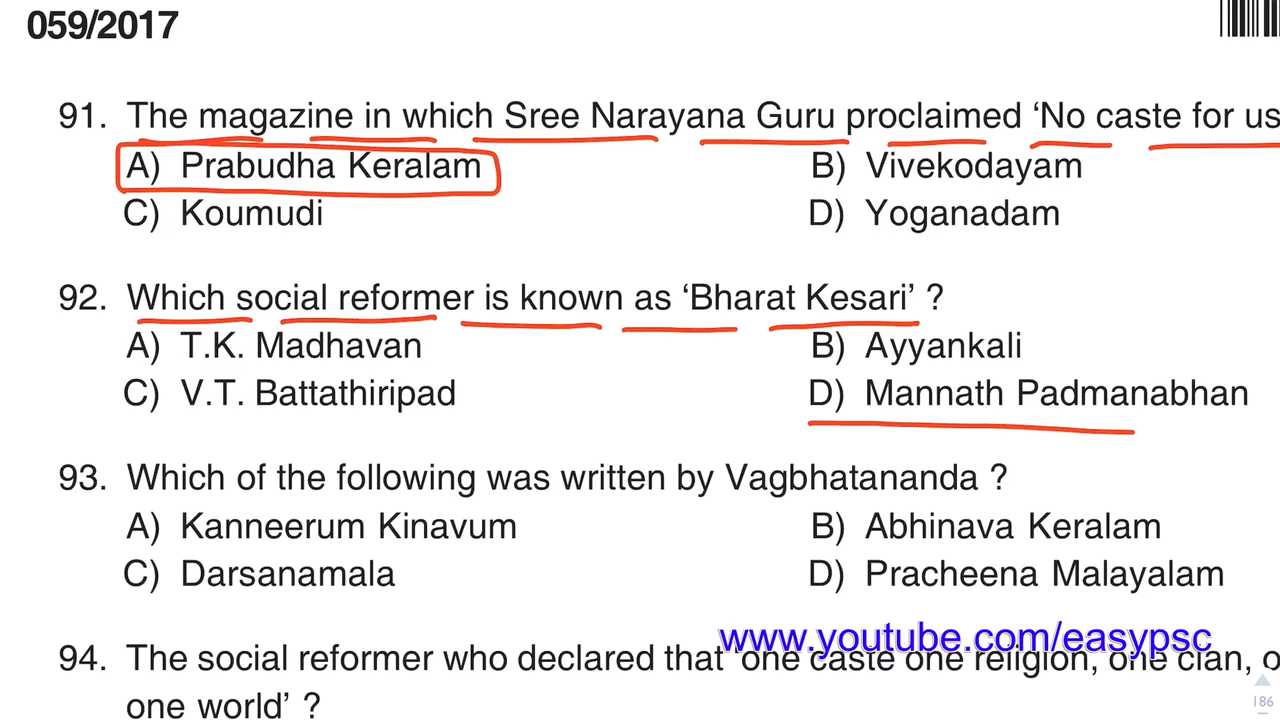 059/2017
91. The magazine in which Sree Narayana Guru proclaimed ‘No caste for us
A) Prabudha Keralam B) Vivekodayam
C) Koumudi D) Yoganadam
92. Which social reformer is known as ‘Bharat Kesari’ ?
A) T.K. Madhavan B) Ayyankali
C) V.T. Battathiripad D) Mannath Padmanabhan
93. Which of the following was written by Vagbhatananda ?
A) Kanneerum Kinavum B) Abhinava Keralam
C) Darsanamala D) Pracheena Malayalam
www.youtube.com/easypsc
94. The social reformer who declared that ‘one caste one religion, one clan,
one world’ ?
186